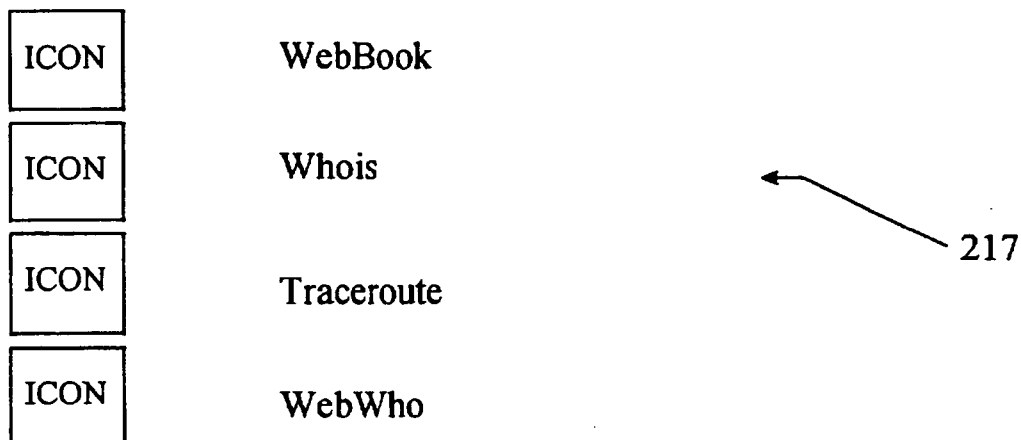 ICON WebBook
ICON Whois
217
ICON Traceroute
ICON WebWho